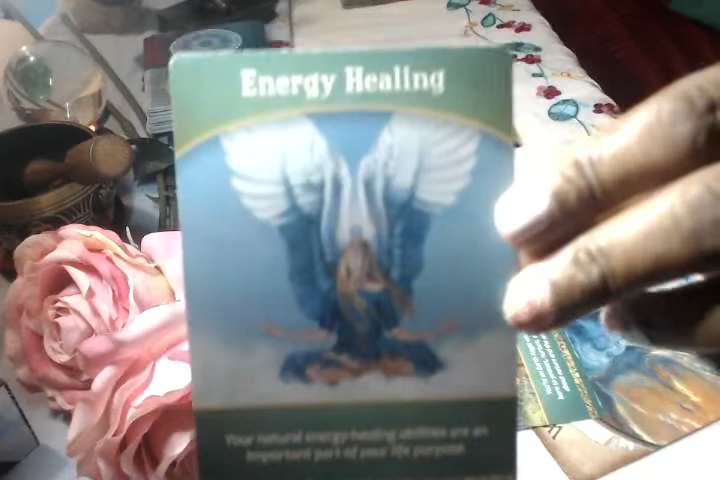 Energy Healing
Your natural energy-healing abilities are an
important part of your life purpose